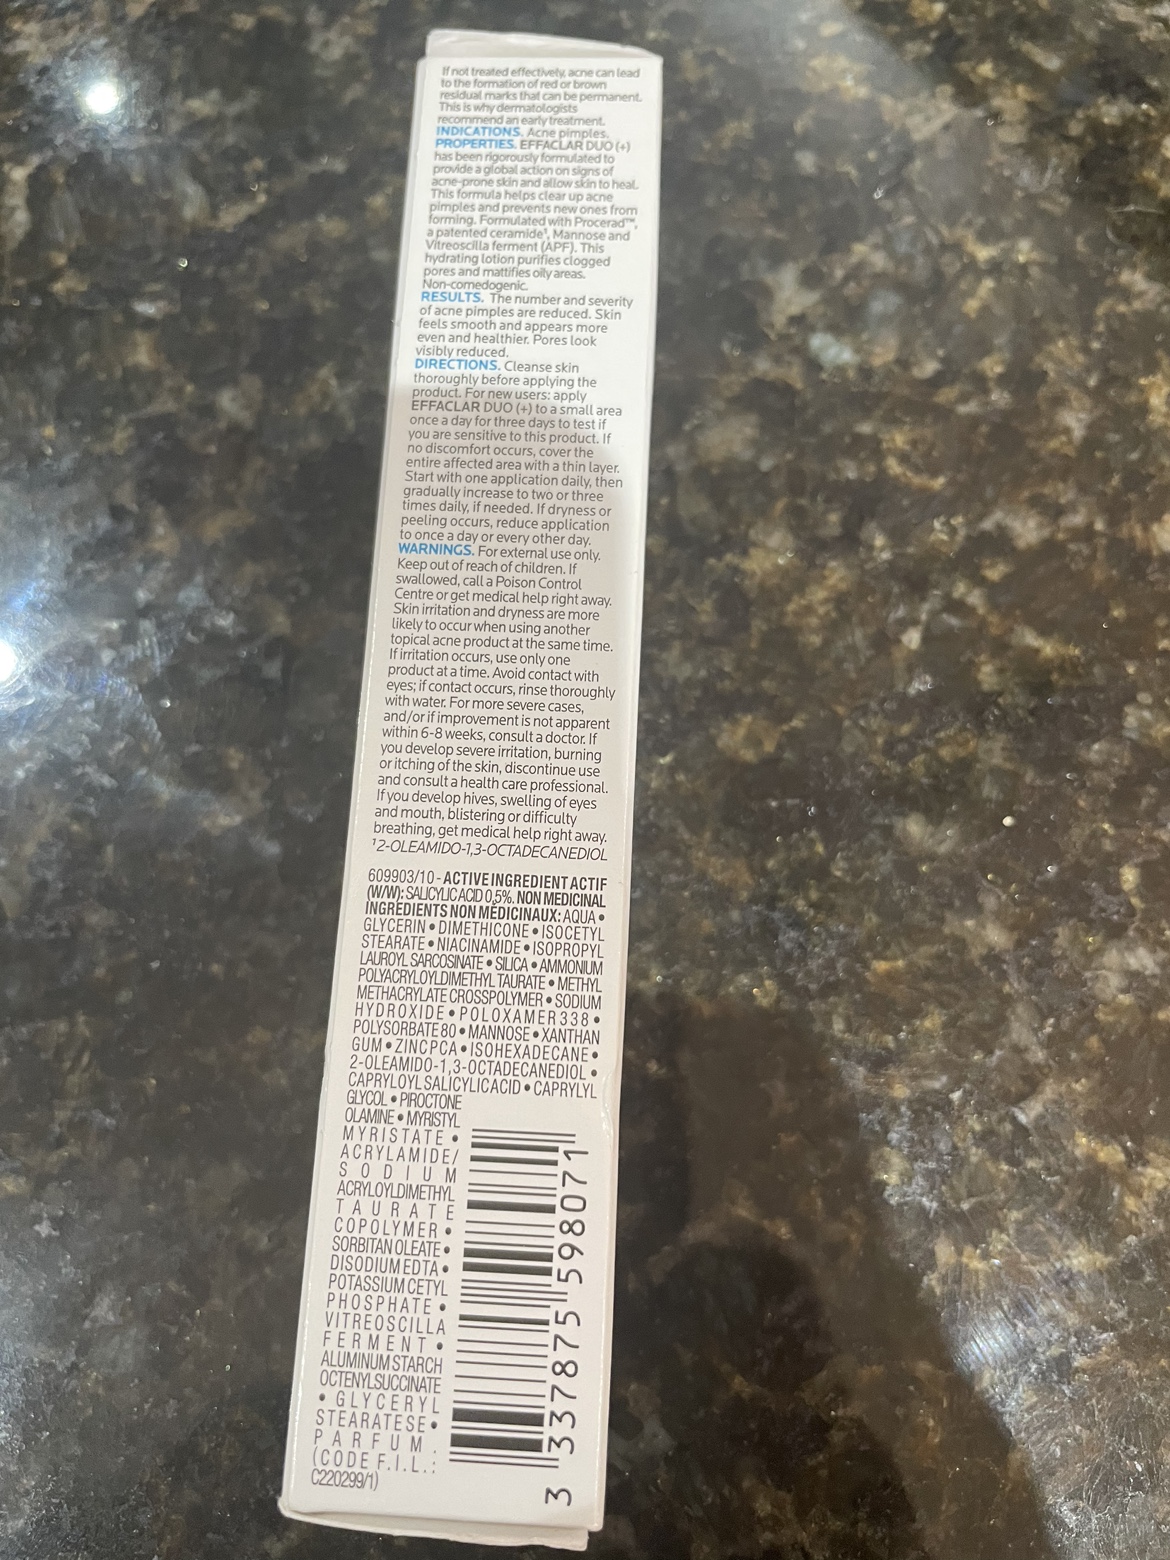 If not treated effectively, acne can lead
to the formation of red or brown
residual marks that can be permanent.
This is why dermatologists
recommend an early treatment.
INDICATIONS. Acne pimples.
PROPERTIES. EFFACLAR DUO (+)
has been rigorously formulated to
provide a global action on signs of
acne-prone skin and allow skin to heal.
This formula helps clear up acne
pimples and prevents new ones from
forming. Formulated with Procerad™,
a patented ceramide¹, Mannose and
Vitreoscilla ferment (APF). This
hydrating lotion purifies clogged
pores and mattifies oily areas.
Non-comedogenic.
RESULTS. The number and severity
of acne pimples are reduced. Skin
feels smooth and appears more
even and healthier. Pores look
visibly reduced.
DIRECTIONS. Cleanse skin
thoroughly before applying the
product. For new users: apply
EFFACLAR DUO (+) to a small area
once a day for three days to test if
you are sensitive to this product. If
no discomfort occurs, cover the
entire affected area with a thin layer.
Start with one application daily, then
gradually increase to two or three
times daily, if needed. If dryness or
peeling occurs, reduce application
to once a day or every other day.
WARNINGS. For external use only.
Keep out of reach of children. If
swallowed, call a Poison Control
Centre or get medical help right away.
Skin irritation and dryness are more
likely to occur when using another
topical acne product at the same time.
If irritation occurs, use only one
product at a time. Avoid contact with
eyes; if contact occurs, rinse thoroughly
with water. For more severe cases,
and/or if improvement is not apparent
within 6-8 weeks, consult a doctor. If
you develop severe irritation, burning
or itching of the skin, discontinue use
and consult a health care professional.
If you develop hives, swelling of eyes
and mouth, blistering or difficulty
breathing, get medical help right away.
¹2-OLEAMIDO-1,3-OCTADECANEDIOL
609903/10 - ACTIVE INGREDIENT ACTIF
(W/W): SALICYLIC ACID 0,5%. NON MEDICINAL
INGREDIENTS NON MÉDICINAUX: AQUA •
GLYCERIN • DIMETHICONE • ISOCETYL
STEARATE • NIACINAMIDE • ISOPROPYL
LAUROYL SARCOSINATE • SILICA • AMMONIUM
POLYACRYLOYLDIMETHYL TAURATE • METHYL
METHACRYLATE CROSSPOLYMER • SODIUM
HYDROXIDE • POLOXAMER 338 •
POLYSORBATE 80 • MANNOSE • XANTHAN
GUM • ZINC PCA • ISOHEXADECANE •
2-OLEAMIDO-1,3-OCTADECANEDIOL •
CAPRYLOYL SALICYLIC ACID • CAPRYLYL
GLYCOL • PIROCTONE
OLAMINE • MYRISTYL
MYRISTATE •
ACRYLAMIDE/
SODIUM
ACRYLOYLDIMETHYL
TAURATE
COPOLYMER •
SORBITAN OLEATE •
DISODIUM EDTA •
POTASSIUM CETYL
PHOSPHATE •
VITREOSCILLA
FERMENT •
ALUMINUM STARCH
OCTENYLSUCCINATE
• GLYCERYL
STEARATE SE •
PARFUM.
(CODE F.I.L.:
C220299/1)
3 337875 598071